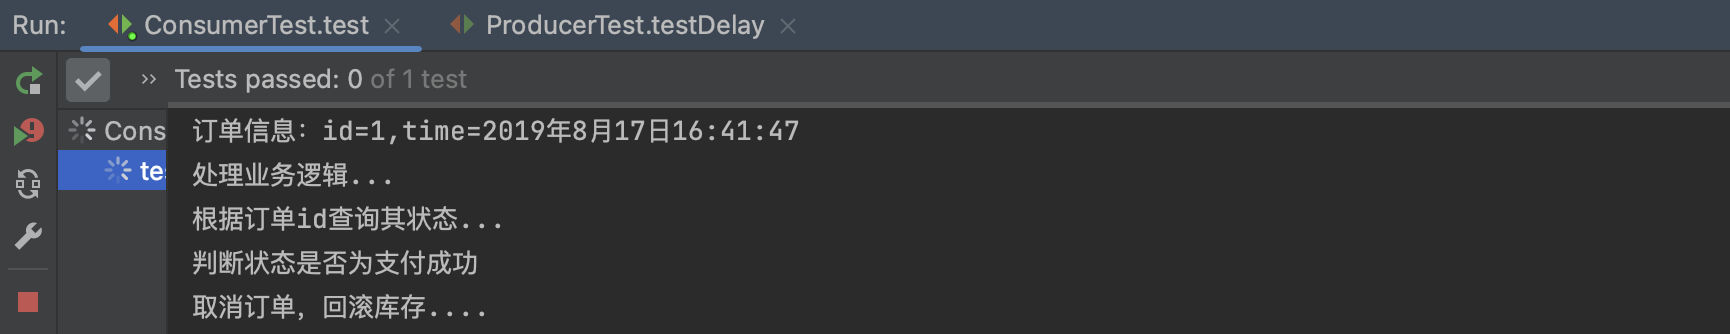 Run: ConsumerTest.test ProducerTest.testDelay
Tests passed: 0 of 1 test
Cons
te
订单信息：id=1,time=2019年8月17日16:41:47
处理业务逻辑...
根据订单id查询其状态...
判断状态是否为支付成功
取消订单，回滚库存....